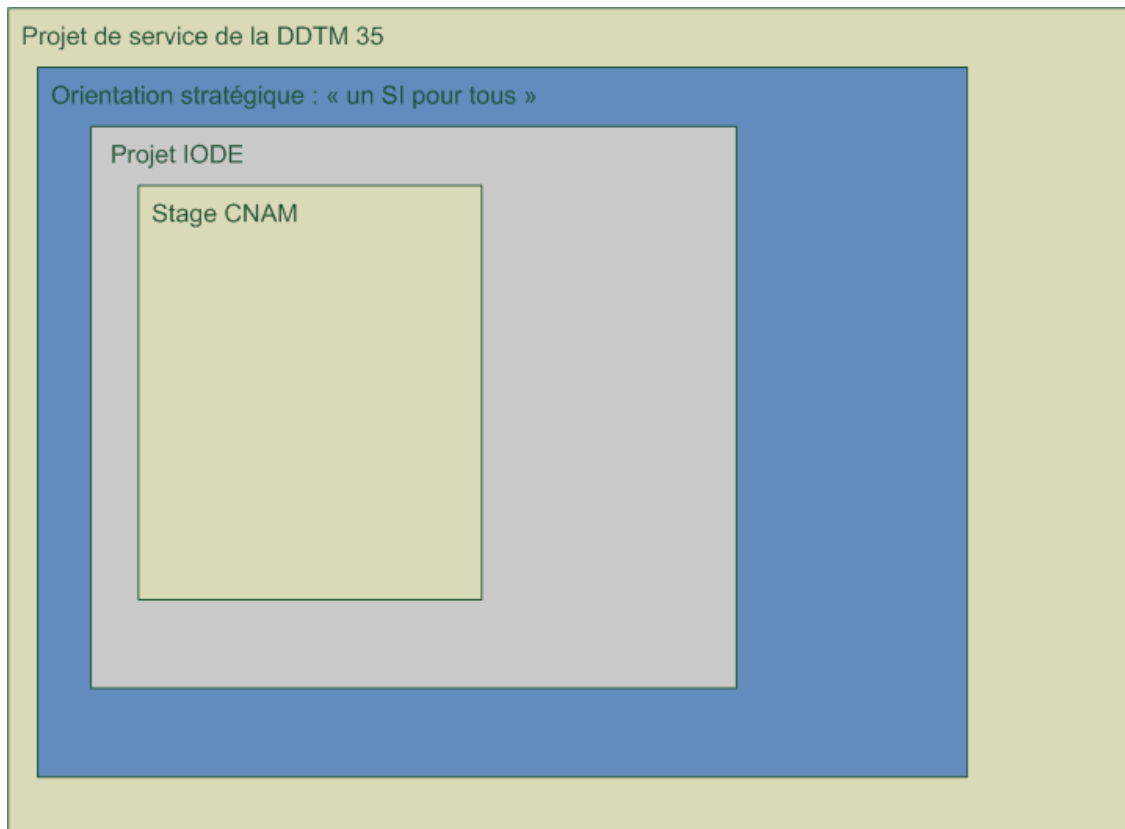 Projet de service de la DDTM 35
Orientation stratégique : « un SI pour tous »
Projet IODE
Stage CNAM